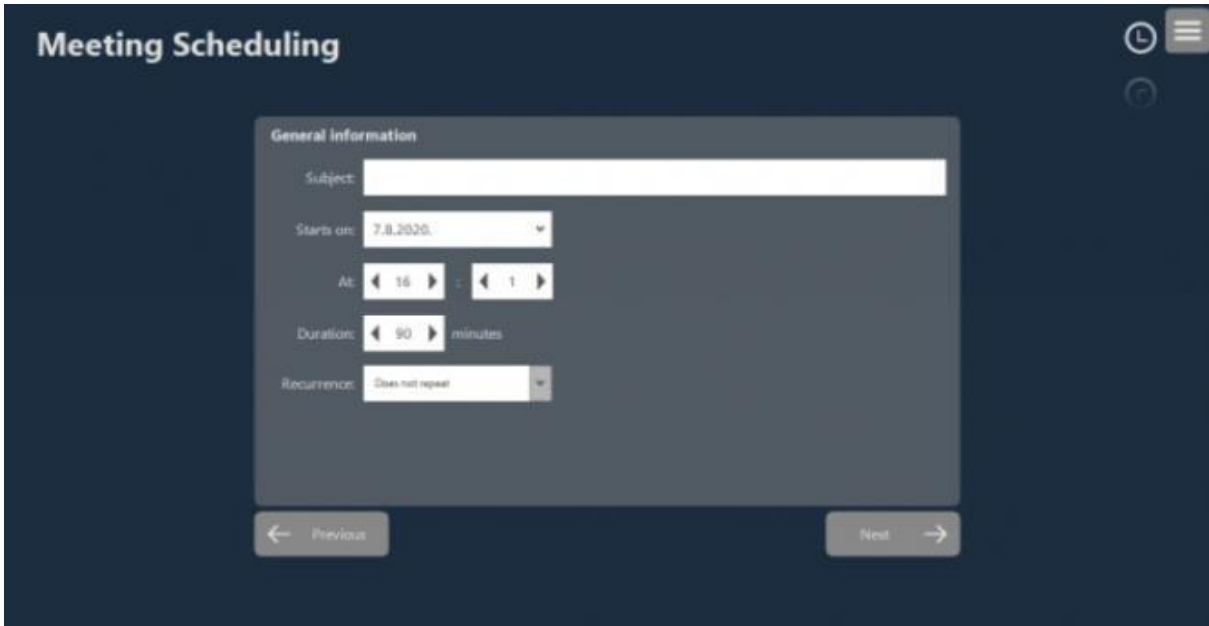 Meeting Scheduling
General information
Subject:
Starts on: 7.8.2020.
At: 16 : 1
Duration: 90 minutes
Recurrence: Does not repeat
Previous
Next